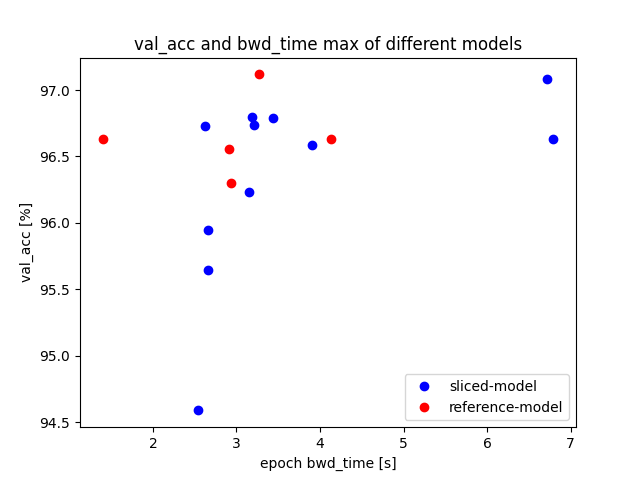 val_acc and bwd_time max of different models
97.0
96.5
96.0
95.5
95.0
94.5
val_acc [%]
2 3 4 5 6 7
epoch bwd_time [s]
sliced-model
reference-model